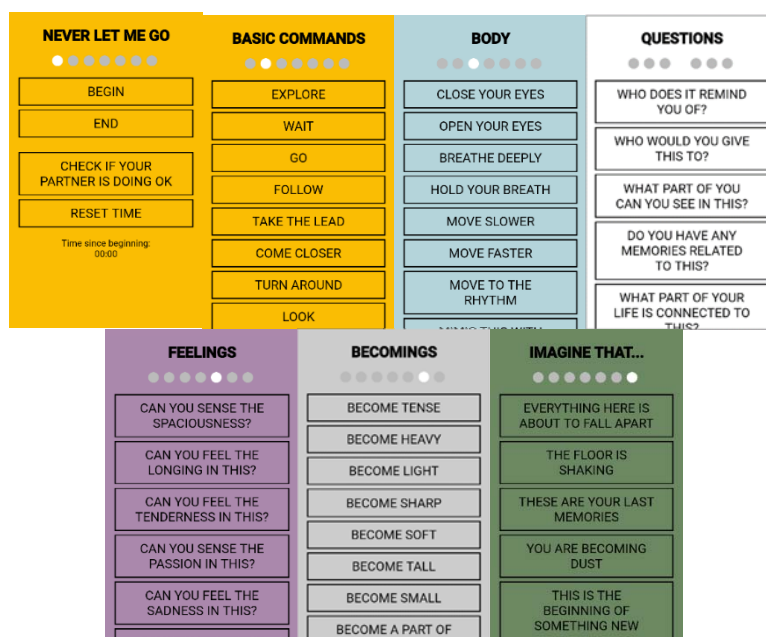 NEVER LET ME GO
BEGIN
END
CHECK IF YOUR
PARTNER IS DOING OK
RESET TIME
Time since beginning:
00:00
BASIC COMMANDS
EXPLORE
WAIT
GO
FOLLOW
TAKE THE LEAD
COME CLOSER
TURN AROUND
LOOK
BODY
CLOSE YOUR EYES
OPEN YOUR EYES
BREATHE DEEPLY
HOLD YOUR BREATH
MOVE SLOWER
MOVE FASTER
MOVE TO THE
RHYTHM
MIMIC THIS WITH
QUESTIONS
WHO DOES IT REMIND
YOU OF?
WHO WOULD YOU GIVE
THIS TO?
WHAT PART OF YOU
CAN YOU SEE IN THIS?
DO YOU HAVE ANY
MEMORIES RELATED
TO THIS?
WHAT PART OF YOUR
LIFE IS CONNECTED TO
THIS?
FEELINGS
CAN YOU SENSE THE
SPACIOUSNESS?
CAN YOU FEEL THE
LONGING IN THIS?
CAN YOU FEEL THE
TENDERNESS IN THIS?
CAN YOU SENSE THE
PASSION IN THIS?
CAN YOU FEEL THE
SADNESS IN THIS?
BECOMINGS
BECOME TENSE
BECOME HEAVY
BECOME LIGHT
BECOME SHARP
BECOME SOFT
BECOME TALL
BECOME SMALL
BECOME A PART OF
IMAGINE THAT...
EVERYTHING HERE IS
ABOUT TO FALL APART
THE FLOOR IS
SHAKING
THESE ARE YOUR LAST
MEMORIES
YOU ARE BECOMING
DUST
THIS IS THE
BEGINNING OF
SOMETHING NEW